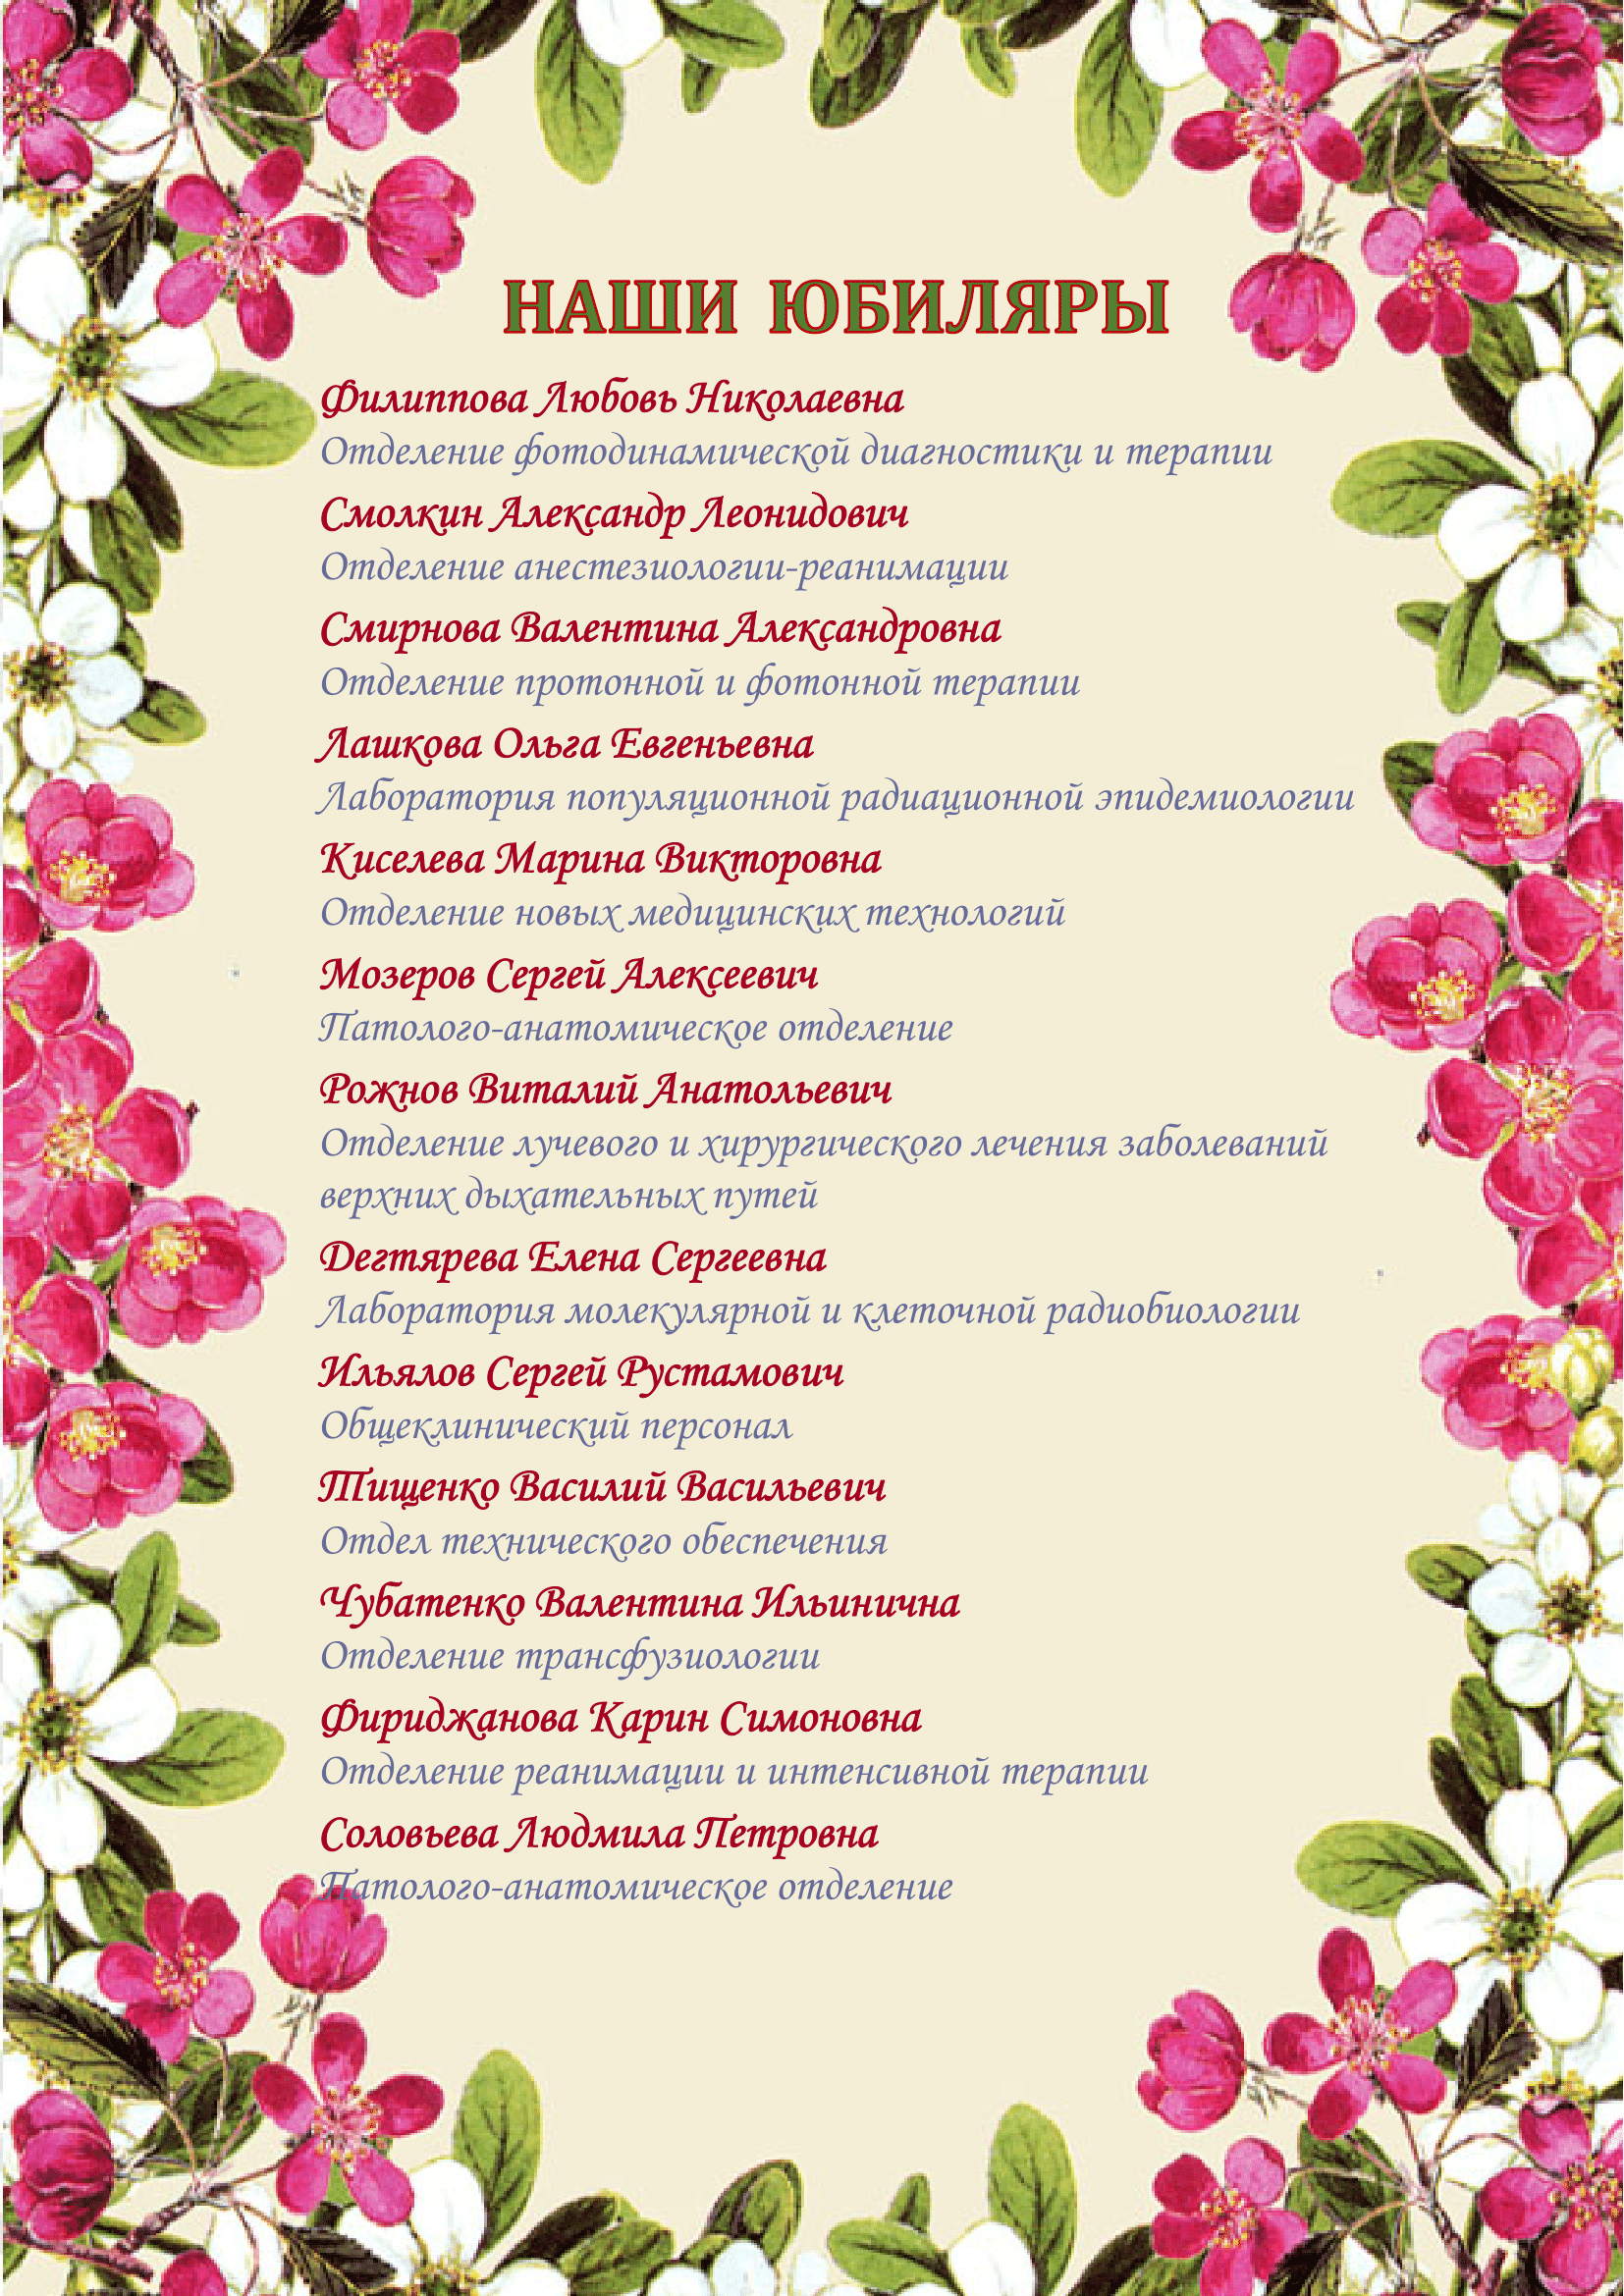 НАШИ ЮБИЛЯРЫ
Филиппова Любовь Николаевна
Отделение фотодинамической диагностики и терапии
Смолкин Александр Леонидович
Отделение анестезиологии-реанимации
Смирнова Валентина Александровна
Отделение протонной и фотонной терапии
Лашкова Ольга Евгеньевна
Лаборатория популяционной радиационной эпидемиологии
Киселева Марина Викторовна
Отделение новых медицинских технологий
Мозеров Сергей Алексеевич
Патолого-анатомическое отделение
Рожнов Виталий Анатольевич
Отделение лучевого и хирургического лечения заболеваний
верхних дыхательных путей
Дегтярева Елена Сергеевна
Лаборатория молекулярной и клеточной радиобиологии
Ильялов Сергей Рустамович
Общеклинический персонал
Тищенко Василий Васильевич
Отдел технического обеспечения
Чубатенко Валентина Ильинична
Отделение трансфузиологии
Фириджанова Карин Симоновна
Отделение реанимации и интенсивной терапии
Соловьева Людмила Петровна
Патолого-анатомическое отделение